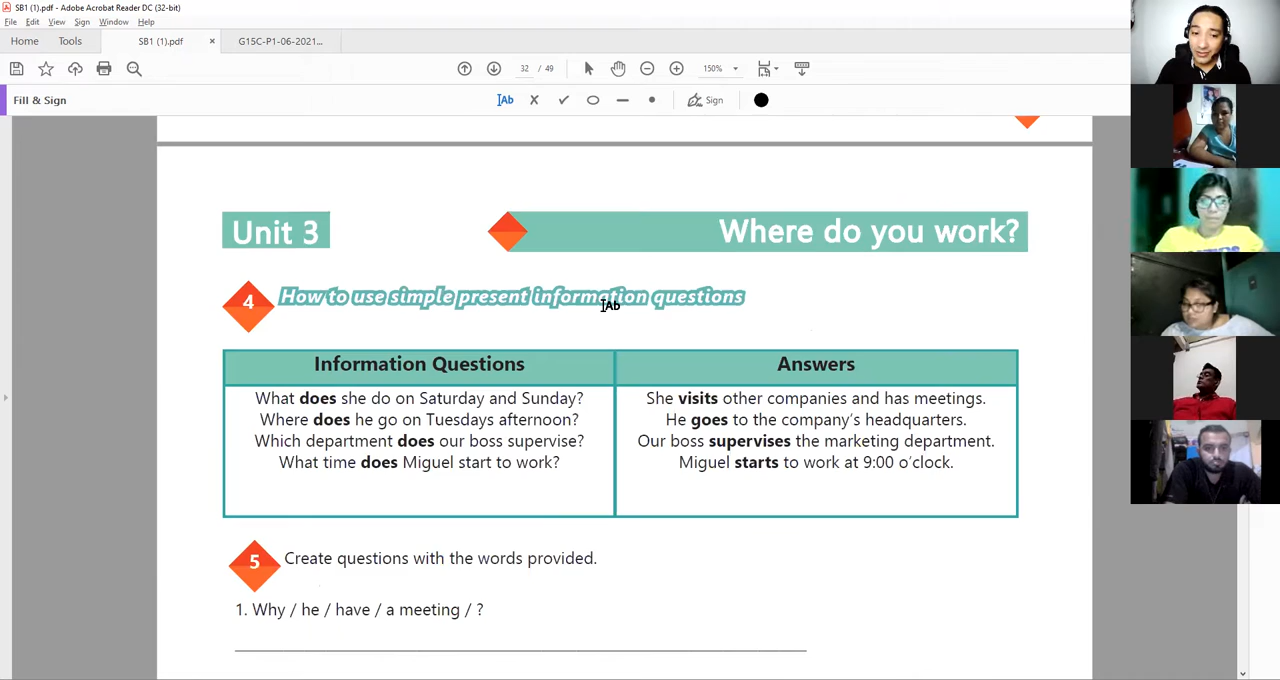 SB1 (1).pdf - Adobe Acrobat Reader DC (32-bit)
File Edit View Sign Window Help
Home Tools SB1 (1).pdf × G15C-P1-06-2021...
32 / 49 150%
Fill & Sign Ab Sign
Unit 3 Where do you work?
4 How to use simple present information questions
Ab
Information Questions Answers
What does she do on Saturday and Sunday? She visits other companies and has meetings.
Where does he go on Tuesdays afternoon? He goes to the company's headquarters.
Which department does our boss supervise? Our boss supervises the marketing department.
What time does Miguel start to work? Miguel starts to work at 9:00 o'clock.
5 Create questions with the words provided.
1. Why / he / have / a meeting / ?